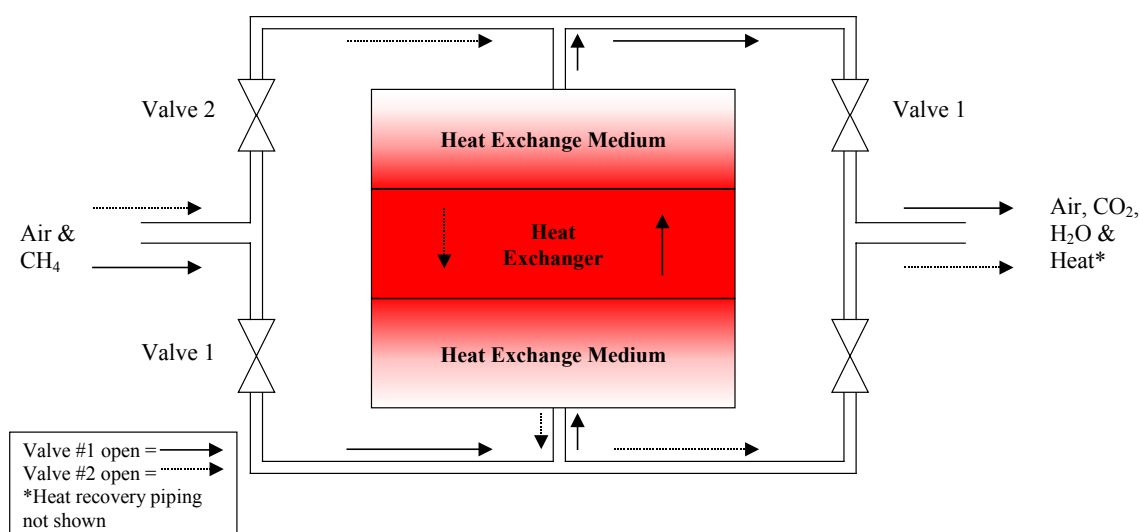 Valve 2
Valve 1
Heat Exchange Medium
Air &
CH₄
Heat
Exchanger
Air, CO₂,
H₂O &
Heat*
Valve 1
Heat Exchange Medium
Valve #1 open =
Valve #2 open =
*Heat recovery piping
not shown